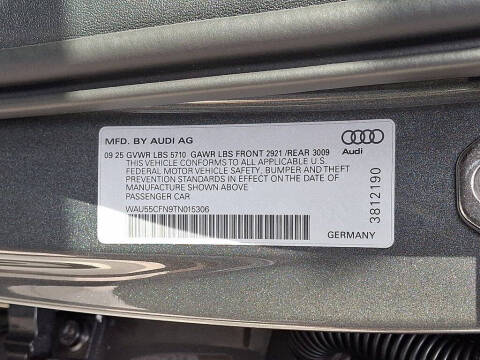 MFD. BY AUDI AG
09 25 GVWR LBS 5710 GAWR LBS FRONT 2921 /REAR 3009
THIS VEHICLE CONFORMS TO ALL APPLICABLE U.S.
FEDERAL MOTOR VEHICLE SAFETY, BUMPER AND THEFT
PREVENTION STANDARDS IN EFFECT ON THE DATE OF
MANUFACTURE SHOWN ABOVE
PASSENGER CAR
WAU55CFN9TN015306
Audi
3812190
GERMANY